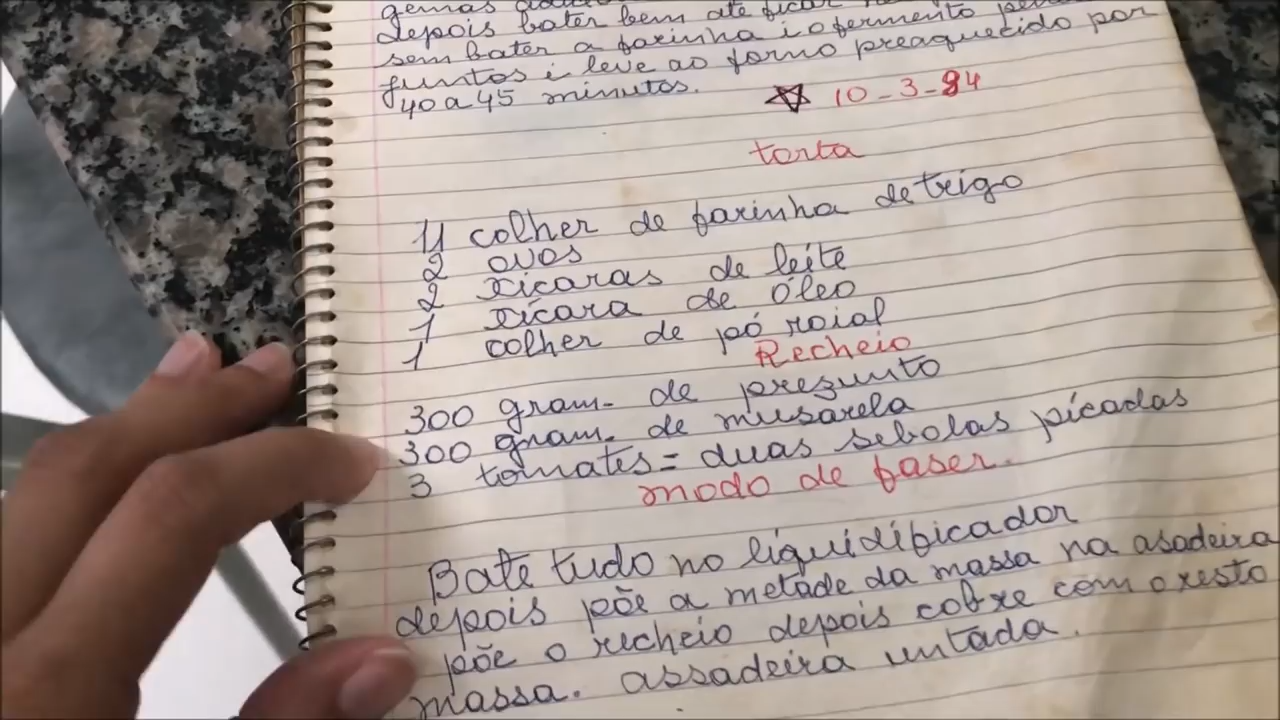 gemas
depois bater bem até ficar
sem bater a farinha i o fermento
juntos i leve ao forno preaquecido por
40 a 45 minutos.
10-3-94
torta
11 colher de farinha de trigo
2 ovos
2 xícaras de leite
1 xícara de óleo
1 colher de pó roial
Recheio
300 gram. de prezunto
300 gram. de musarela
3 tomates = duas sebolas picadas
modo de faser.
Bate tudo no liquidificador
depois põe a metade da massa na asadeira
põe o recheio depois cobre com o resto
massa. assadeira untada.